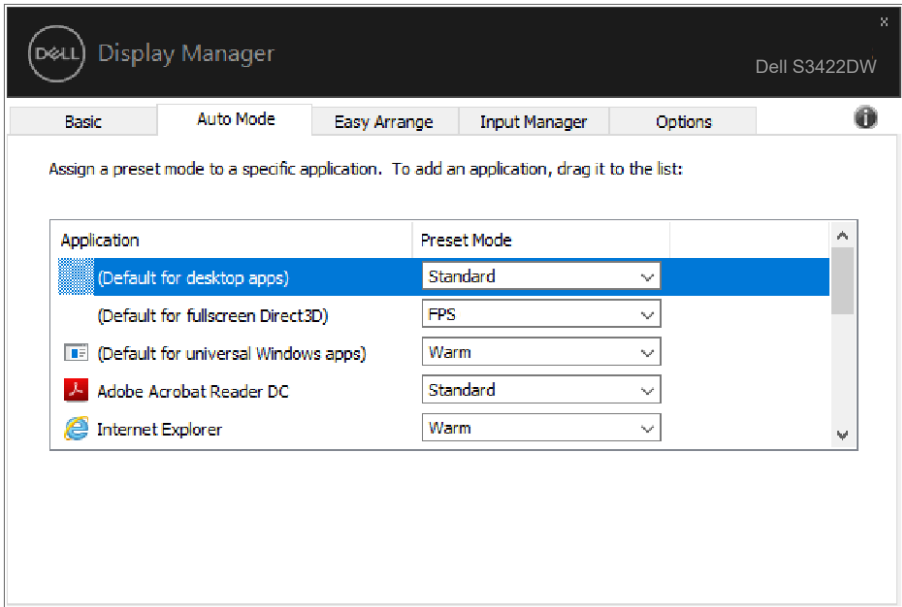 x
DELL Display Manager
Dell S3422DW
Basic Auto Mode Easy Arrange Input Manager Options
Assign a preset mode to a specific application. To add an application, drag it to the list:
Application Preset Mode
(Default for desktop apps) Standard
(Default for fullscreen Direct3D) FPS
(Default for universal Windows apps) Warm
Adobe Acrobat Reader DC Standard
Internet Explorer Warm